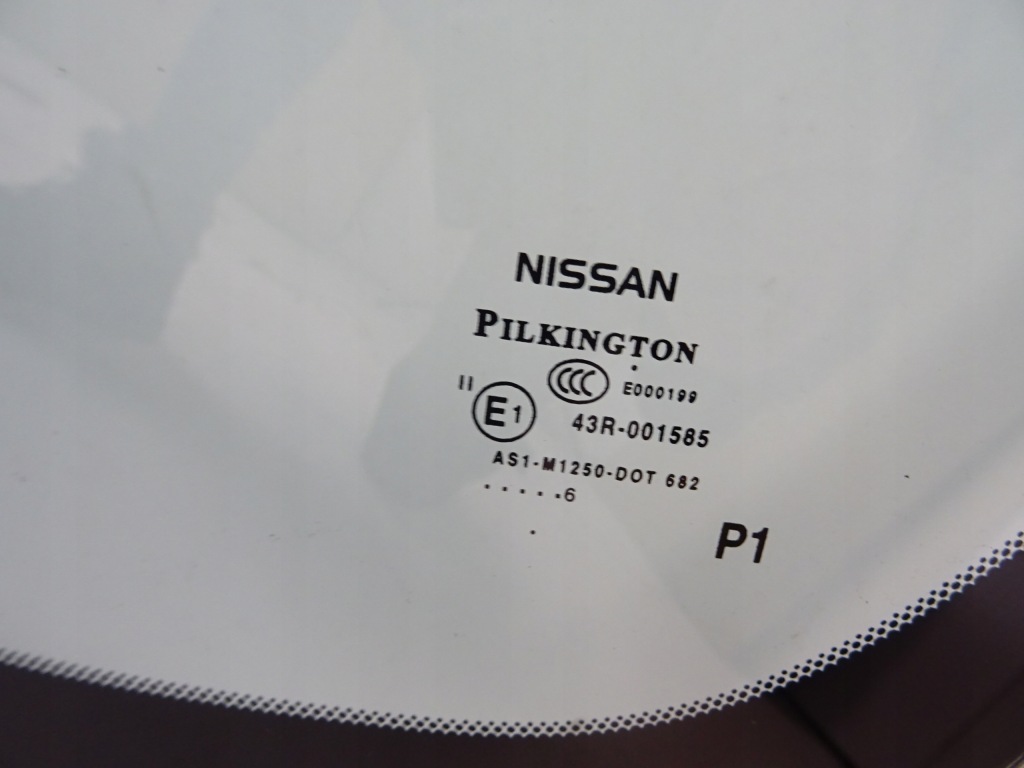 NISSAN
PILKINGTON
CCC E000199
II E1 43R-001585
AS1-M1250-DOT 682
.....6
.
P1